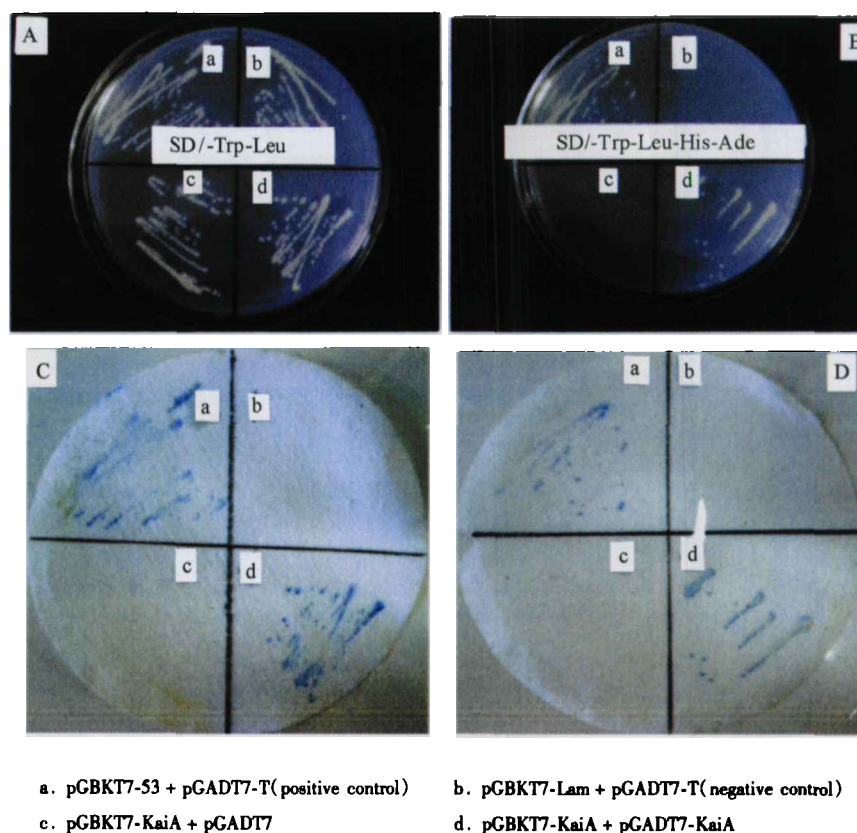 A
a
b
SD/-Trp-Leu
c
d
a
b
SD/-Trp-Leu-His-Ade
c
d
C
a
b
c
d
a
b
D
c
d
a. pGBKT7-53 + pGADT7-T(positive control)
b. pGBKT7-Lam + pGADT7-T(negative control)
c. pGBKT7-KaiA + pGADT7
d. pGBKT7-KaiA + pGADT7-KaiA